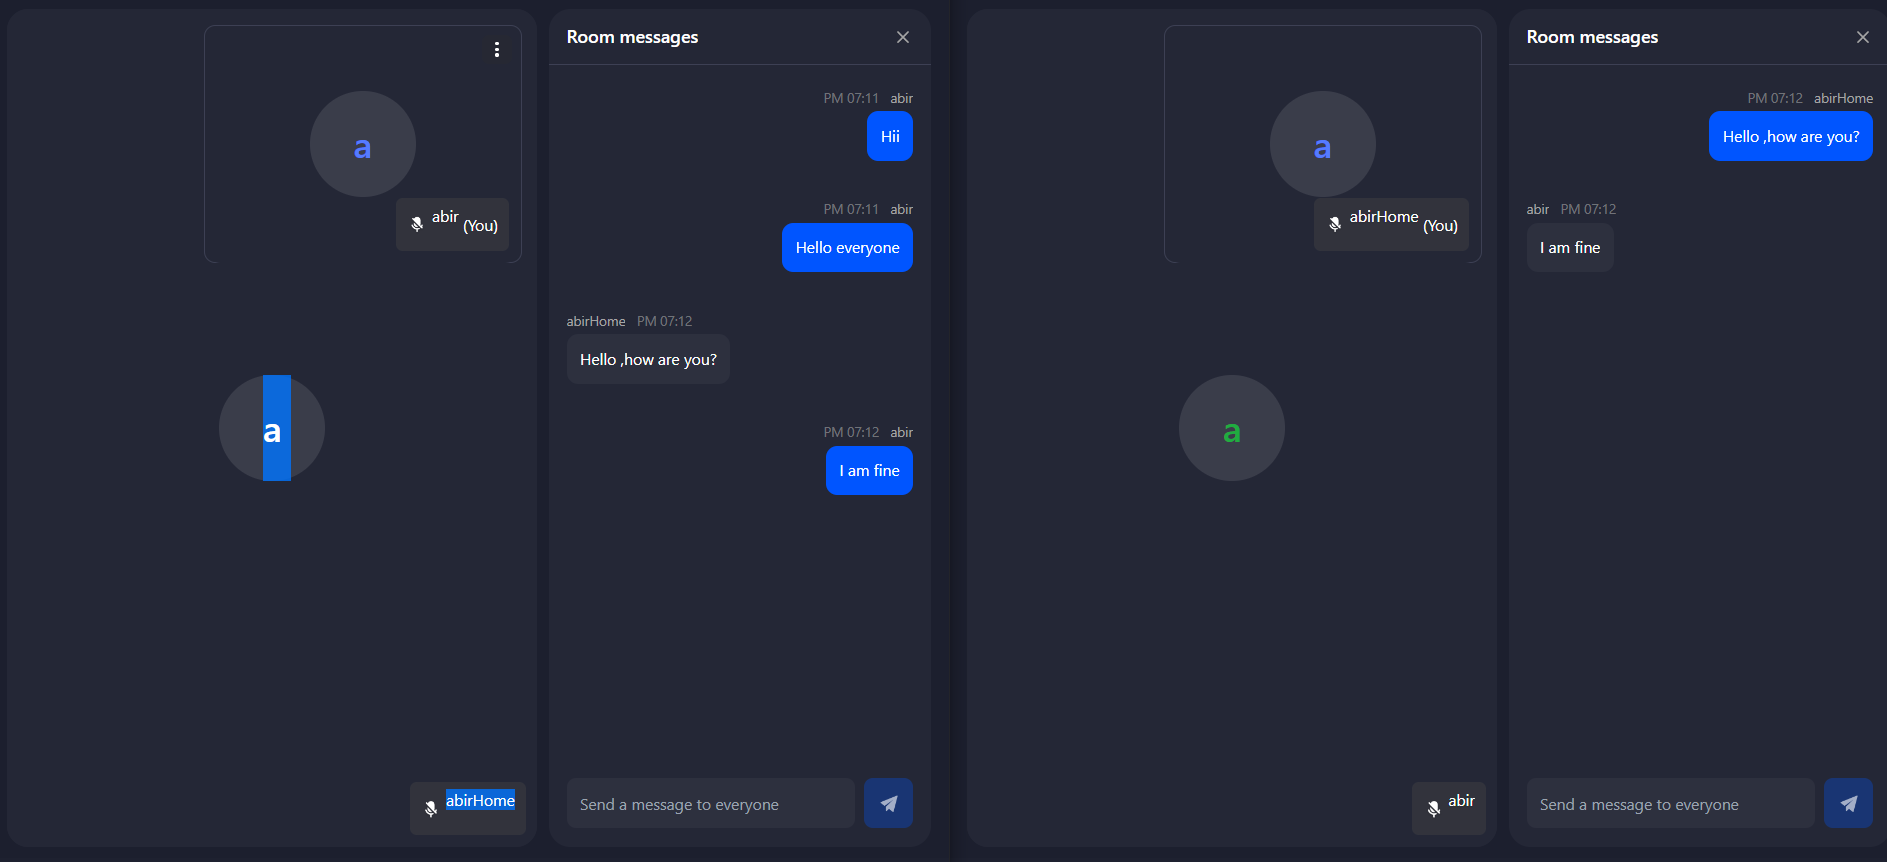 a
abir (You)
a
abirHome
Room messages
PM 07:11 abir
Hii
PM 07:11 abir
Hello everyone
abirHome PM 07:12
Hello ,how are you?
PM 07:12 abir
I am fine
Send a message to everyone
a
abirHome (You)
a
abir
Room messages
PM 07:12 abirHome
Hello ,how are you?
abir PM 07:12
I am fine
Send a message to everyone